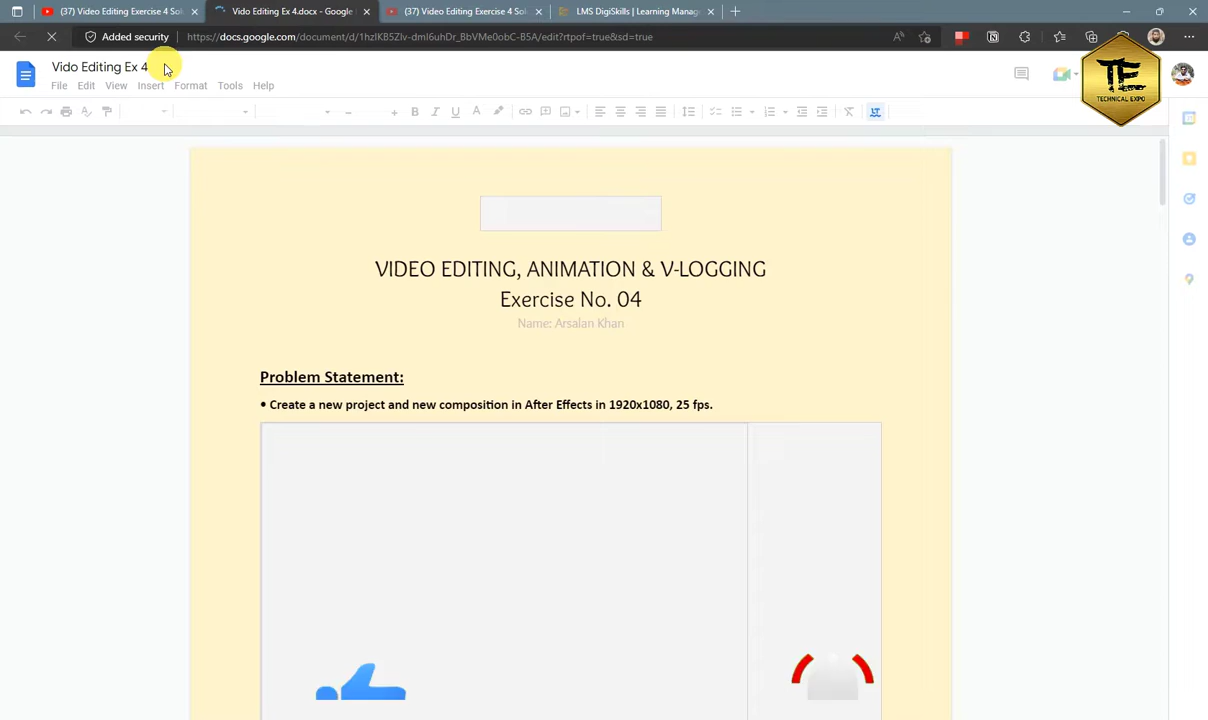 (37) Video Editing Exercise 4 Sol
Vido Editing Ex 4.docx - Google
(37) Video Editing Exercise 4 Sol
LMS DigiSkills | Learning Manag
Added security
https://docs.google.com/document/d/1hzIKB5ZIv-dmI6uhDr_BbVMe0obC-B5A/edit?rtpof=true&sd=true
Vido Editing Ex 4
File Edit View Insert Format Tools Help
TE
TECHNICAL EXPO
VIDEO EDITING, ANIMATION & V-LOGGING
Exercise No. 04
Name: Arsalan Khan
Problem Statement:
• Create a new project and new composition in After Effects in 1920x1080, 25 fps.